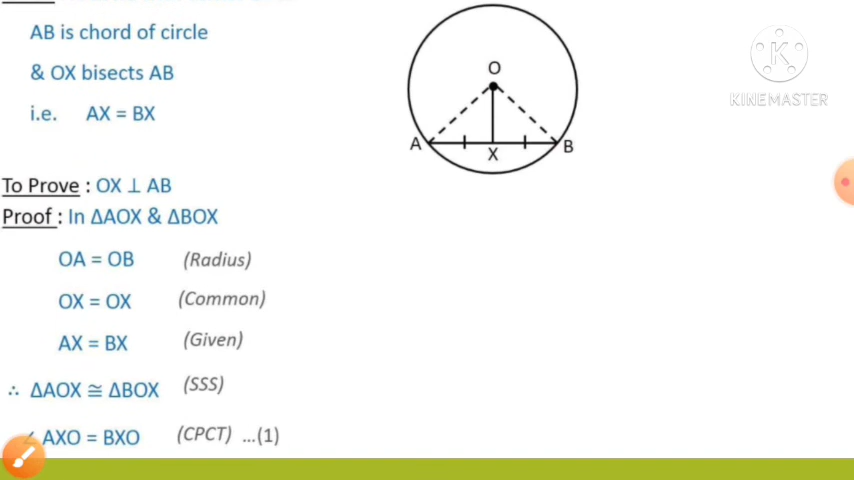 AB is chord of circle
& OX bisects AB
i.e. AX = BX
To Prove : OX ⊥ AB
Proof : In ΔAOX & ΔBOX
OA = OB (Radius)
OX = OX (Common)
AX = BX (Given)
∴ ΔAOX ≅ ΔBOX (SSS)
∠ AXO = BXO (CPCT) ...(1)
O
A
X
B
K
KINEMASTER